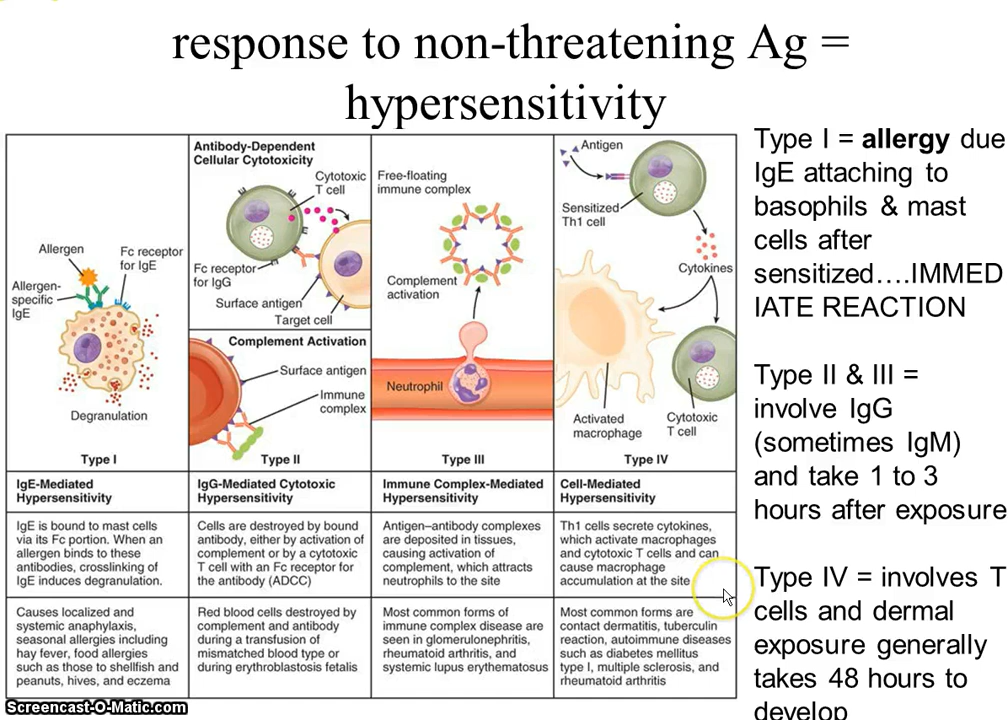 response to non-threatening Ag =
hypersensitivity
Allergen
Fc receptor
for IgE
Allergen-
specific
IgE
Degranulation
Type I
Antibody-Dependent
Cellular Cytotoxicity
Cytotoxic
T cell
Fc receptor
for IgG
Surface antigen
Target cell
Complement Activation
Surface antigen
Immune
complex
Type II
Free-floating
immune complex
Complement
activation
Neutrophil
Type III
Antigen
Sensitized
Th1 cell
Cytokines
Activated
macrophage
Cytotoxic
T cell
Type IV
IgE-Mediated
Hypersensitivity
IgG-Mediated Cytotoxic
Hypersensitivity
Immune Complex-Mediated
Hypersensitivity
Cell-Mediated
Hypersensitivity
IgE is bound to mast cells
via its Fc portion. When an
allergen binds to these
antibodies, crosslinking of
IgE induces degranulation.
Cells are destroyed by bound
antibody, either by activation of
complement or by a cytotoxic
T cell with an Fc receptor for
the antibody (ADCC)
Antigen–antibody complexes
are deposited in tissues,
causing activation of
complement, which attracts
neutrophils to the site
Th1 cells secrete cytokines,
which activate macrophages
and cytotoxic T cells and can
cause macrophage
accumulation at the site
Causes localized and
systemic anaphylaxis,
seasonal allergies including
hay fever, food allergies
such as those to shellfish and
peanuts, hives, and eczema
Red blood cells destroyed by
complement and antibody
during a transfusion of
mismatched blood type or
during erythroblastosis fetalis
Most common forms of
immune complex disease are
seen in glomerulonephritis,
rheumatoid arthritis, and
systemic lupus erythematosus
Most common forms are
contact dermatitis, tuberculin
reaction, autoimmune diseases
such as diabetes mellitus
type I, multiple sclerosis, and
rheumatoid arthritis
Type I = allergy due
IgE attaching to
basophils & mast
cells after
sensitized….IMMED
IATE REACTION
Type II & III =
involve IgG
(sometimes IgM)
and take 1 to 3
hours after exposure
Type IV = involves T
cells and dermal
exposure generally
takes 48 hours to
develop
Screencast-O-Matic.com